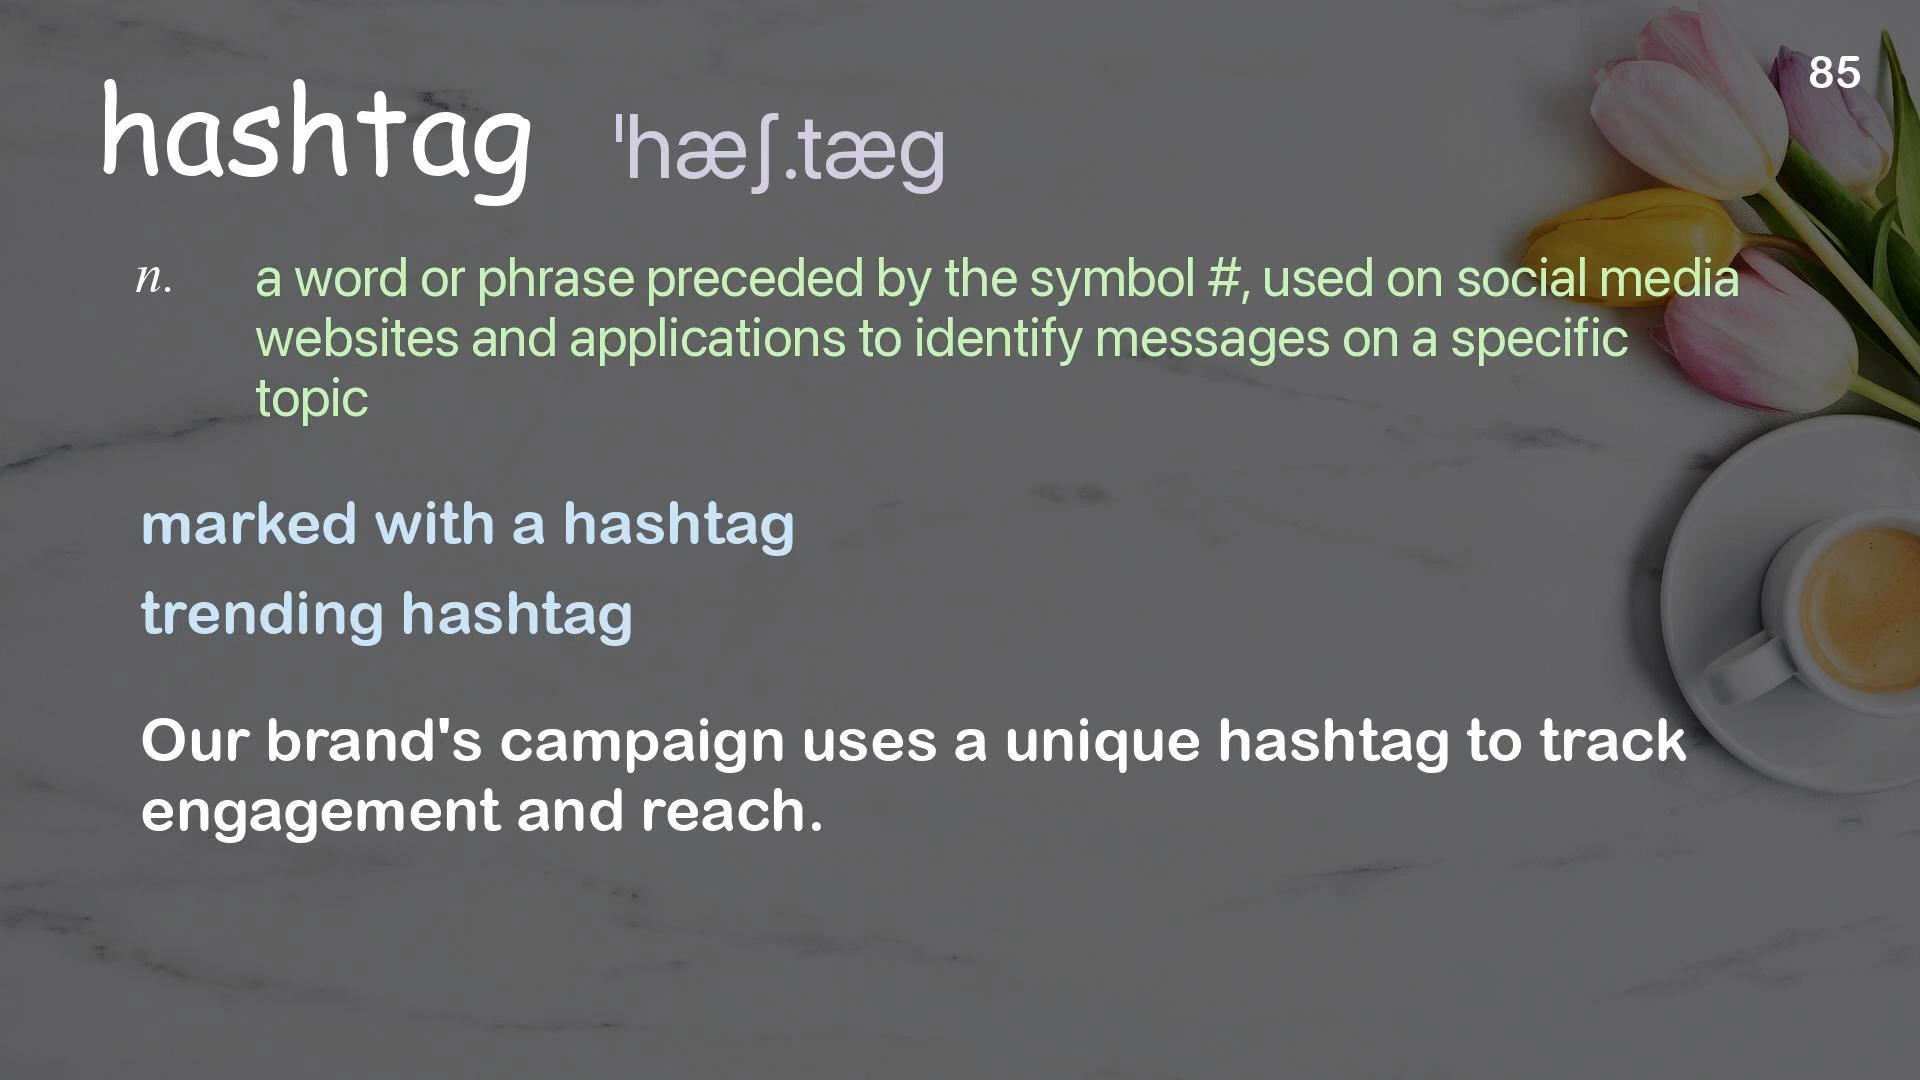 85
hashtag ˈhæʃ.tæg
n. a word or phrase preceded by the symbol #, used on social media
websites and applications to identify messages on a specific
topic
marked with a hashtag
trending hashtag
Our brand's campaign uses a unique hashtag to track
engagement and reach.